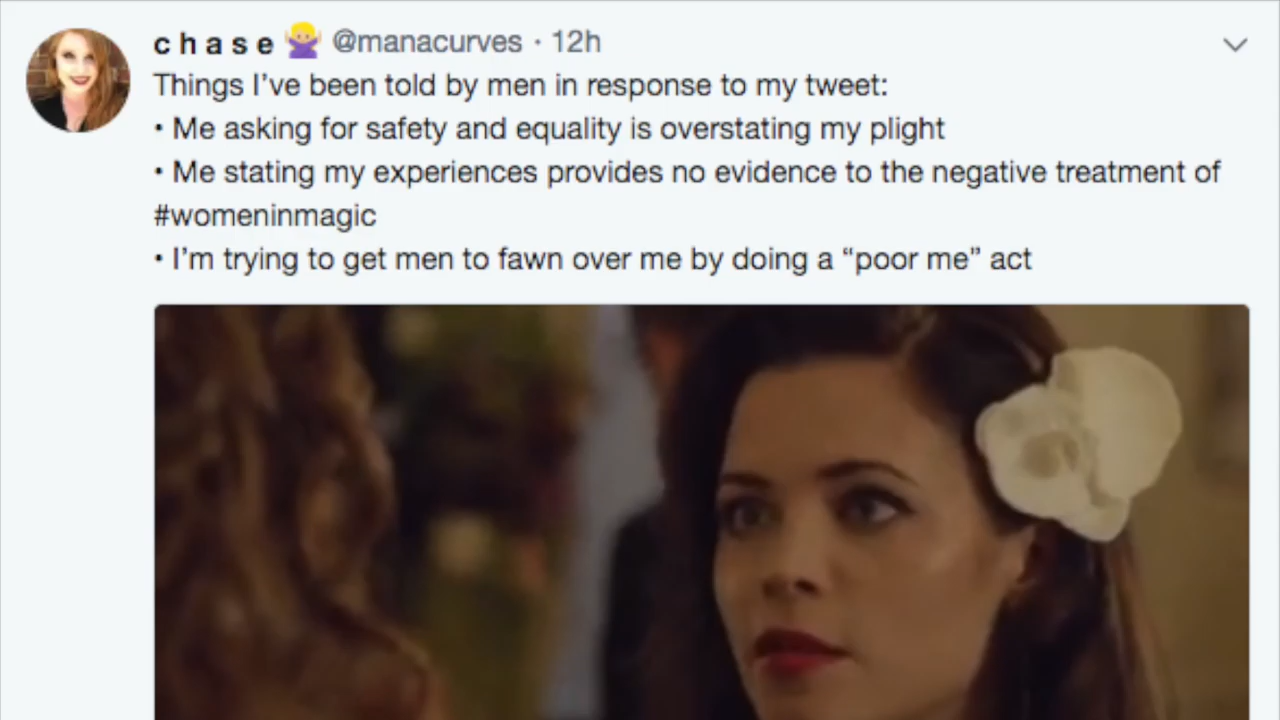 c h a s e 🙅‍♀️ @manacurves · 12h
Things I’ve been told by men in response to my tweet:
• Me asking for safety and equality is overstating my plight
• Me stating my experiences provides no evidence to the negative treatment of
#womeninmagic
• I’m trying to get men to fawn over me by doing a “poor me” act